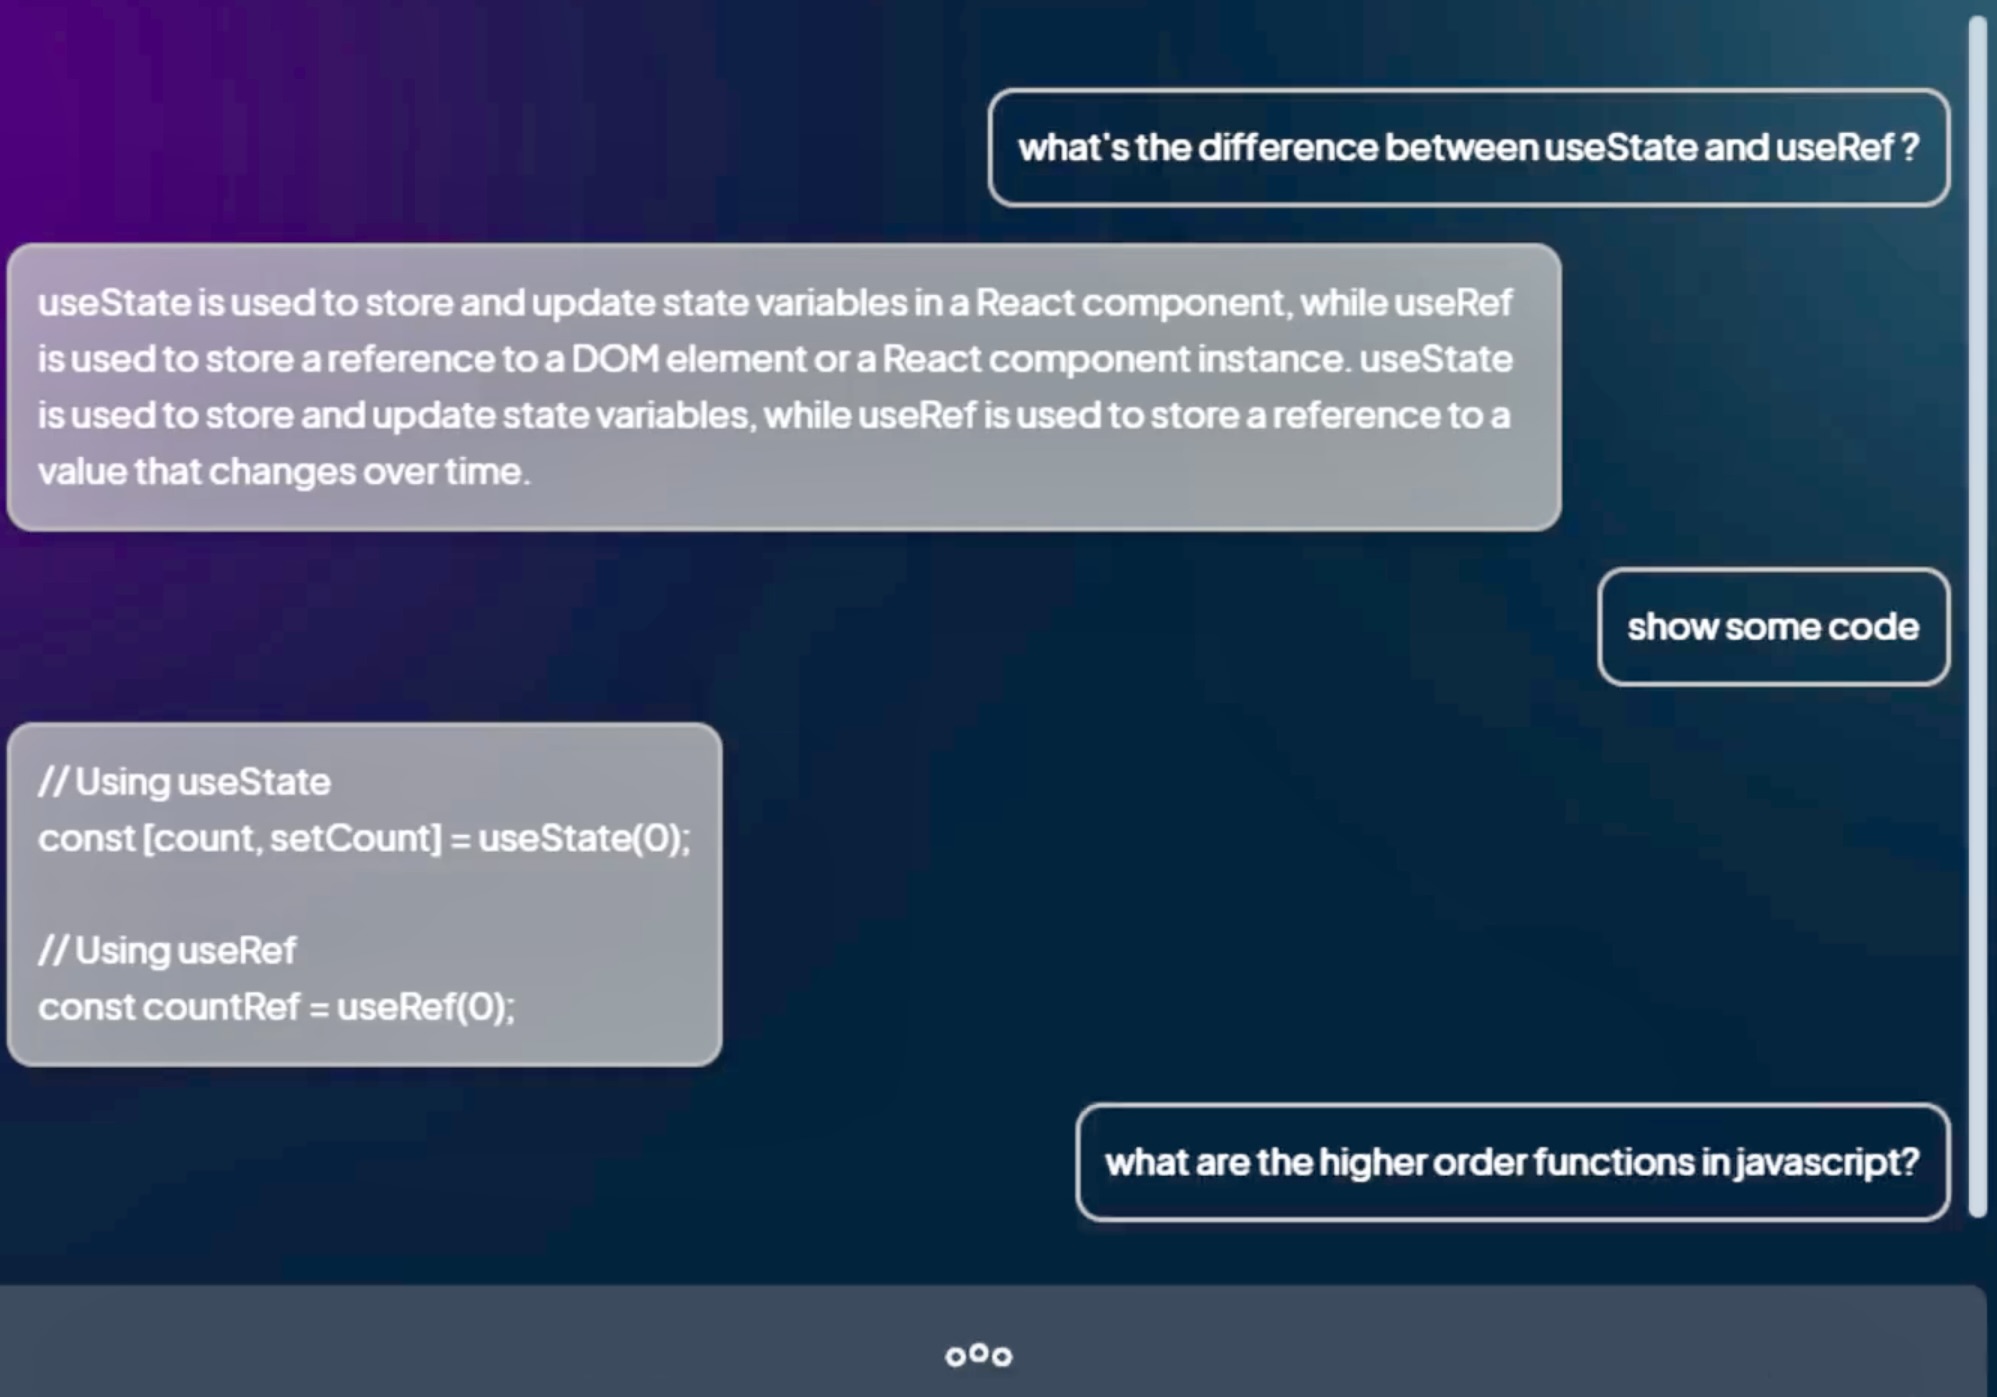 what's the difference between useState and useRef ?
useState is used to store and update state variables in a React component, while useRef
is used to store a reference to a DOM element or a React component instance. useState
is used to store and update state variables, while useRef is used to store a reference to a
value that changes over time.
show some code
// Using useState
const [count, setCount] = useState(0);
// Using useRef
const countRef = useRef(0);
what are the higher order functions in javascript?